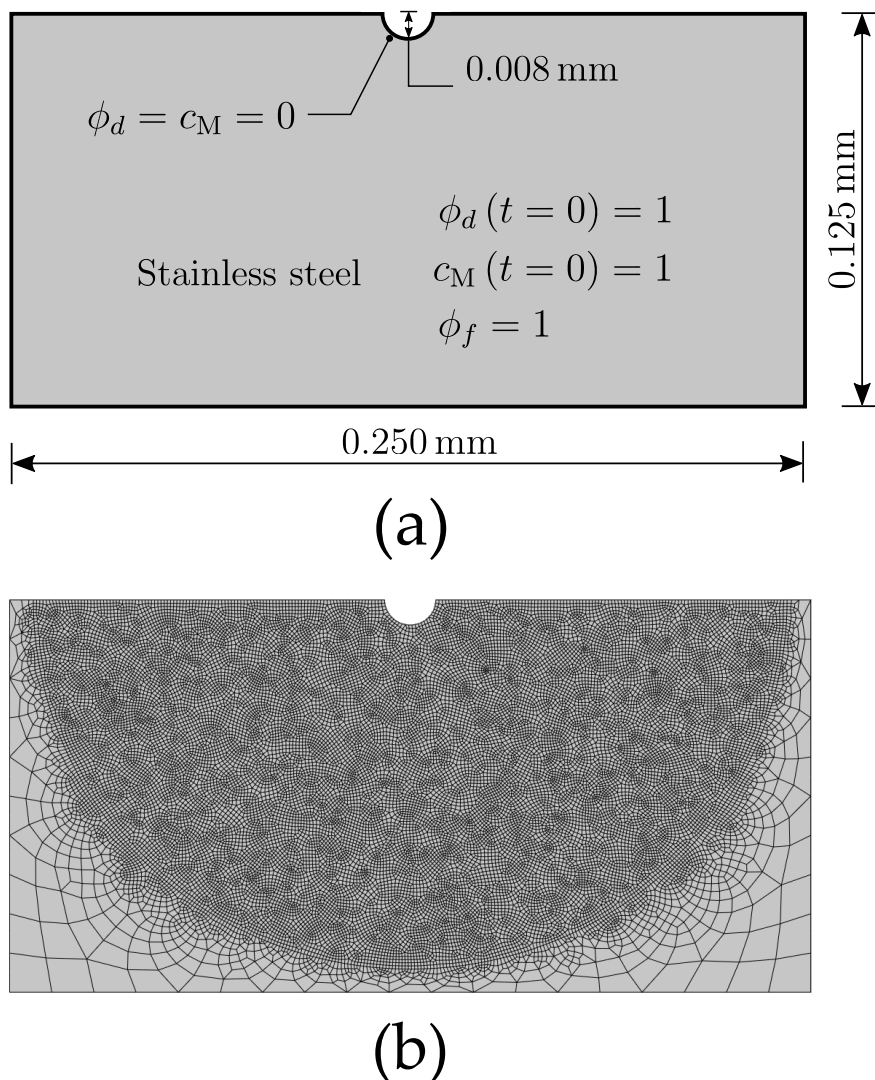 0.008 mm
ϕ_d = c_M = 0
ϕ_d (t = 0) = 1
Stainless steel
c_M (t = 0) = 1
ϕ_f = 1
0.125 mm
0.250 mm
(a)
(b)